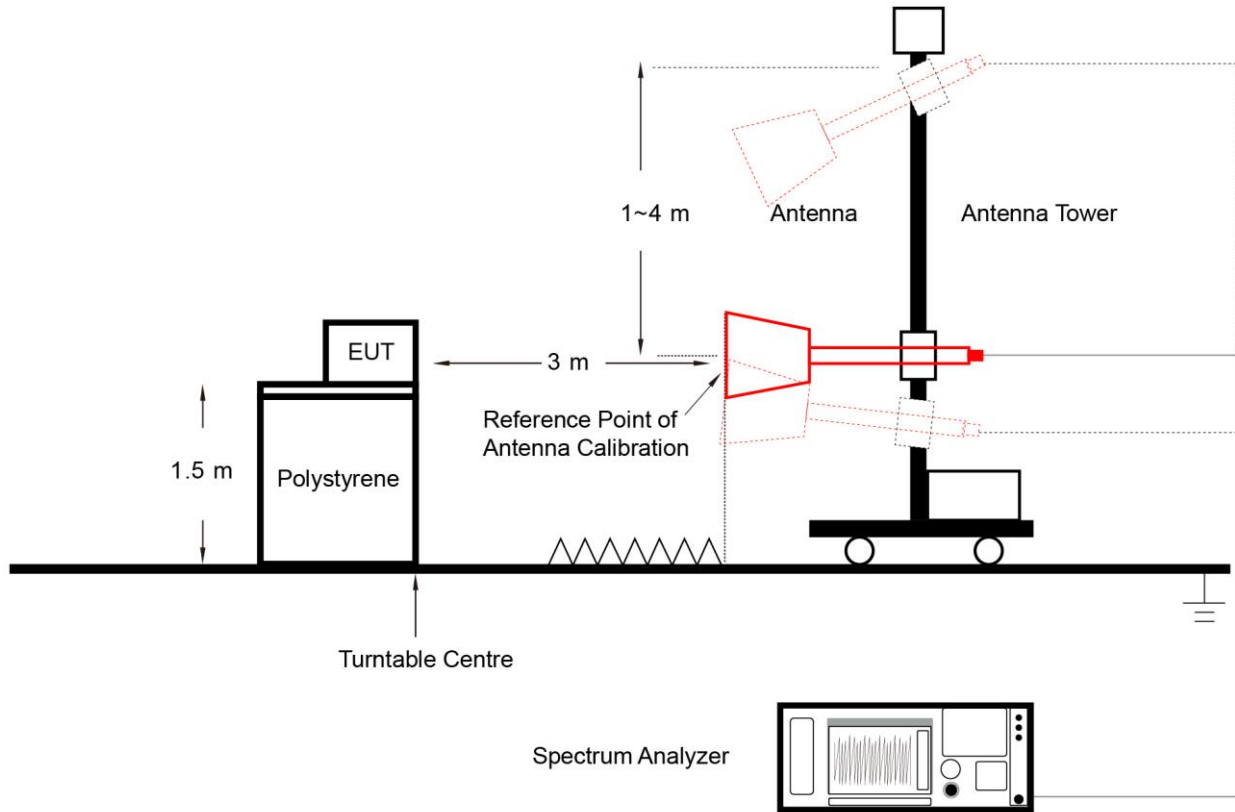 1~4 m
Antenna
Antenna Tower
EUT
3 m
Reference Point of
Antenna Calibration
1.5 m
Polystyrene
Turntable Centre
Spectrum Analyzer